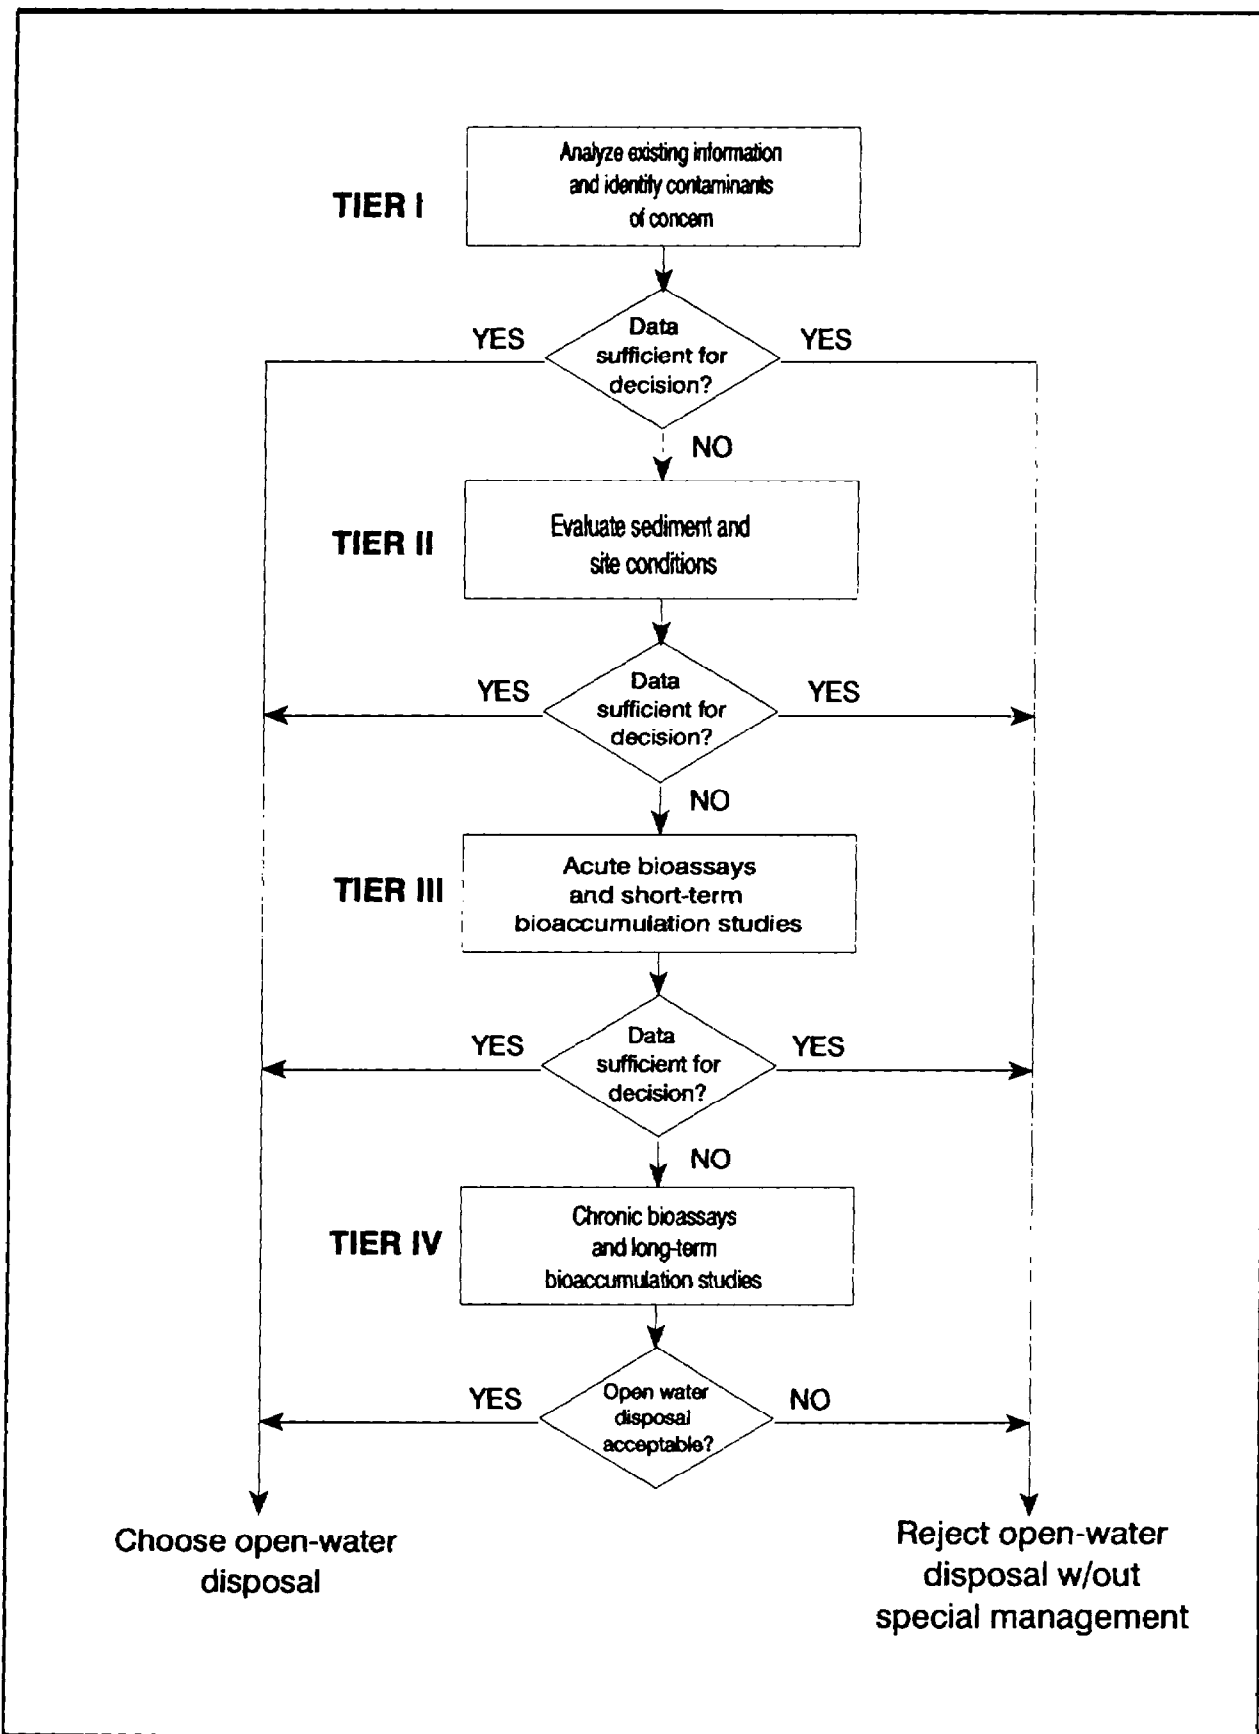 Analyze existing information
and identify contaminants
of concern
TIER I
Data
sufficient for
decision?
YES
YES
NO
Evaluate sediment and
site conditions
TIER II
Data
sufficient for
decision?
YES
YES
NO
Acute bioassays
and short-term
bioaccumulation studies
TIER III
Data
sufficient for
decision?
YES
YES
NO
Chronic bioassays
and long-term
bioaccumulation studies
TIER IV
Open water
disposal
acceptable?
YES
NO
Choose open-water
disposal
Reject open-water
disposal w/out
special management